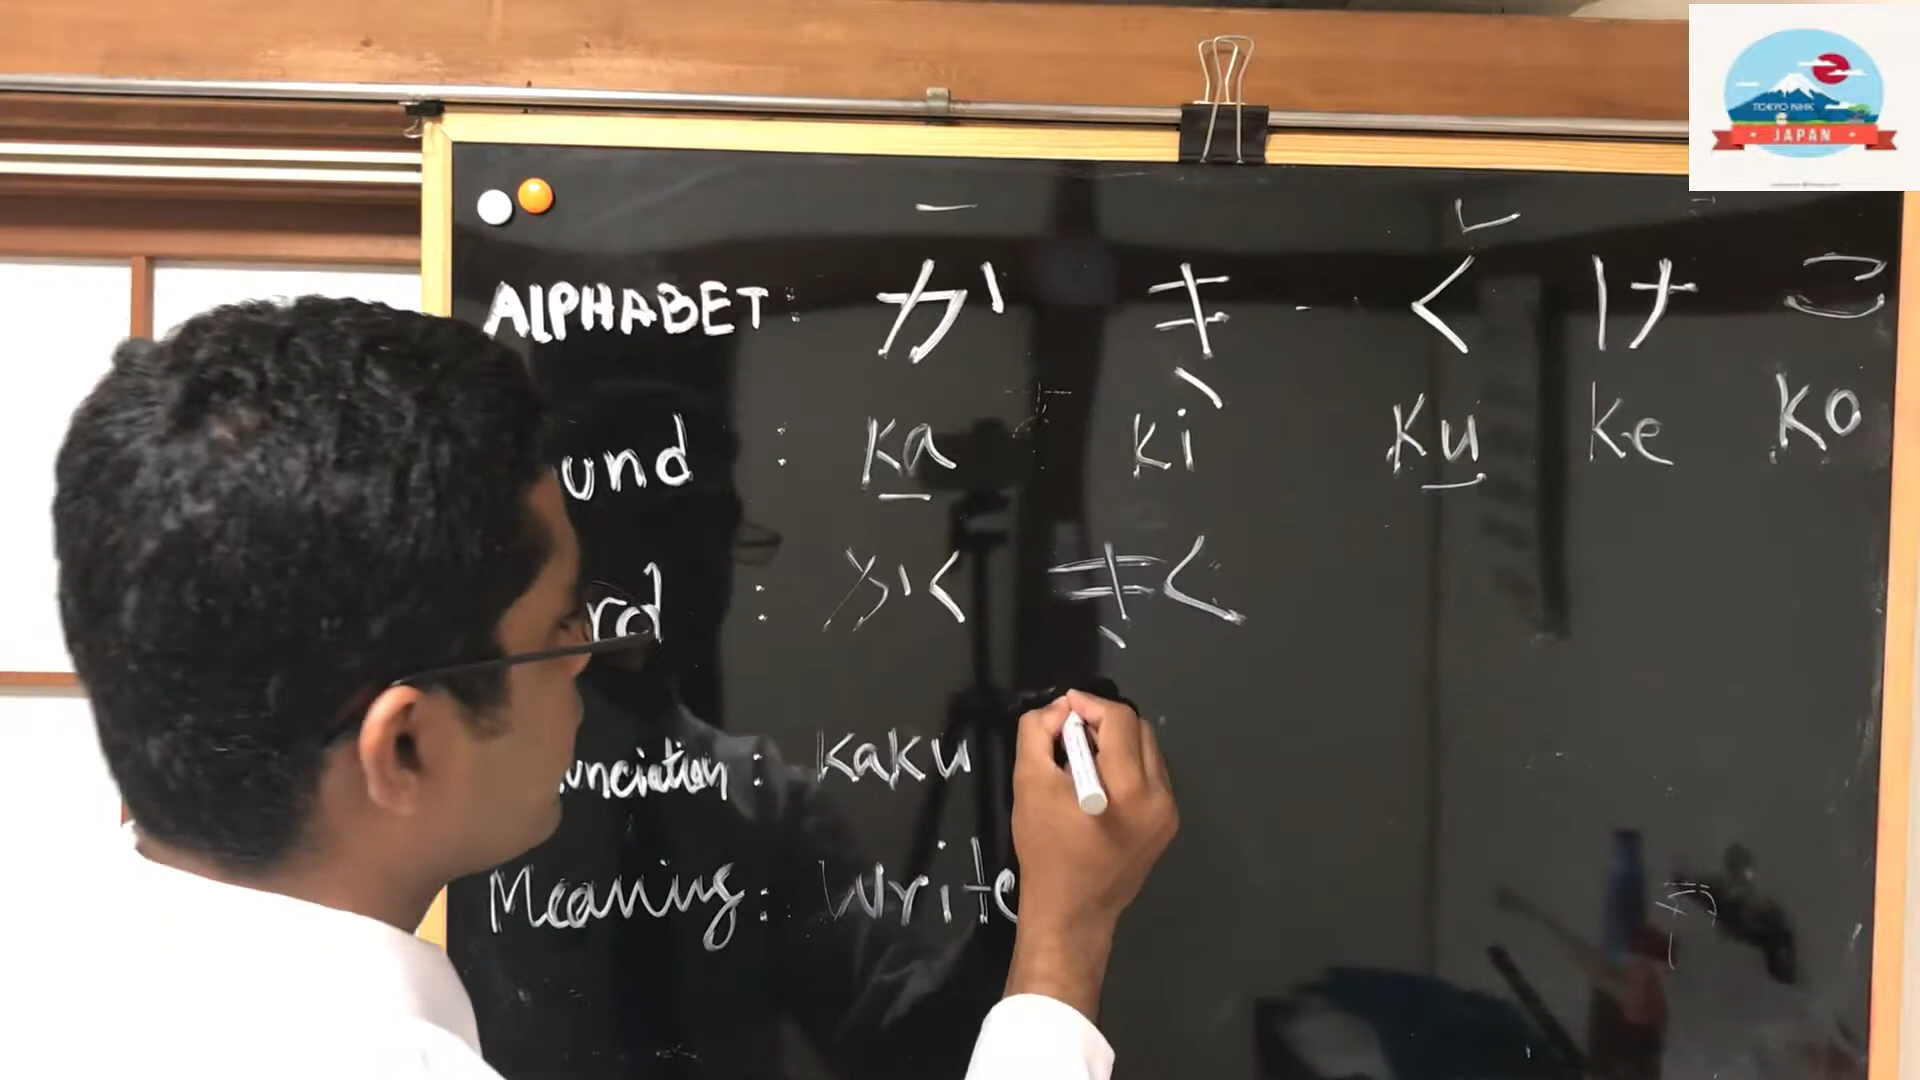 TOKYO NHK
JAPAN
ALPHABET: か き く け こ
und : ka ki ku ke ko
rd : かく きく
unciation : kaku
Meaning : Write